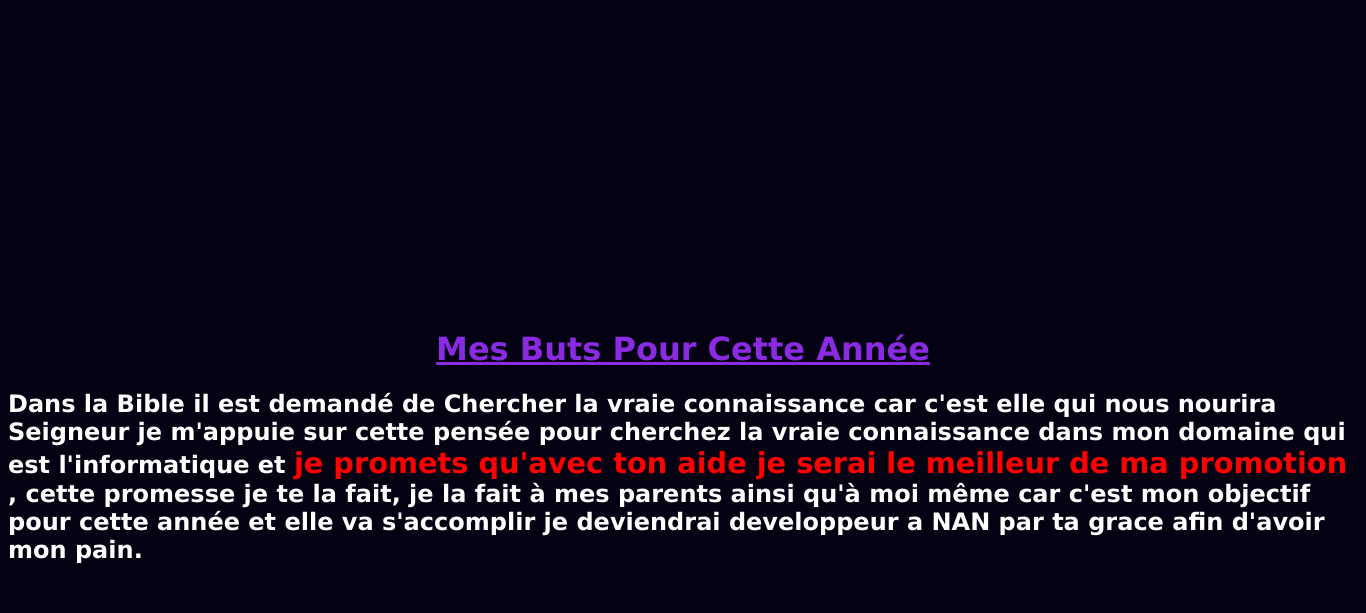 Mes Buts Pour Cette Année
Dans la Bible il est demandé de Chercher la vraie connaissance car c'est elle qui nous nourira
Seigneur je m'appuie sur cette pensée pour cherchez la vraie connaissance dans mon domaine qui
est l'informatique et je promets qu'avec ton aide je serai le meilleur de ma promotion
, cette promesse je te la fait, je la fait à mes parents ainsi qu'à moi même car c'est mon objectif
pour cette année et elle va s'accomplir je deviendrai developpeur a NAN par ta grace afin d'avoir
mon pain.